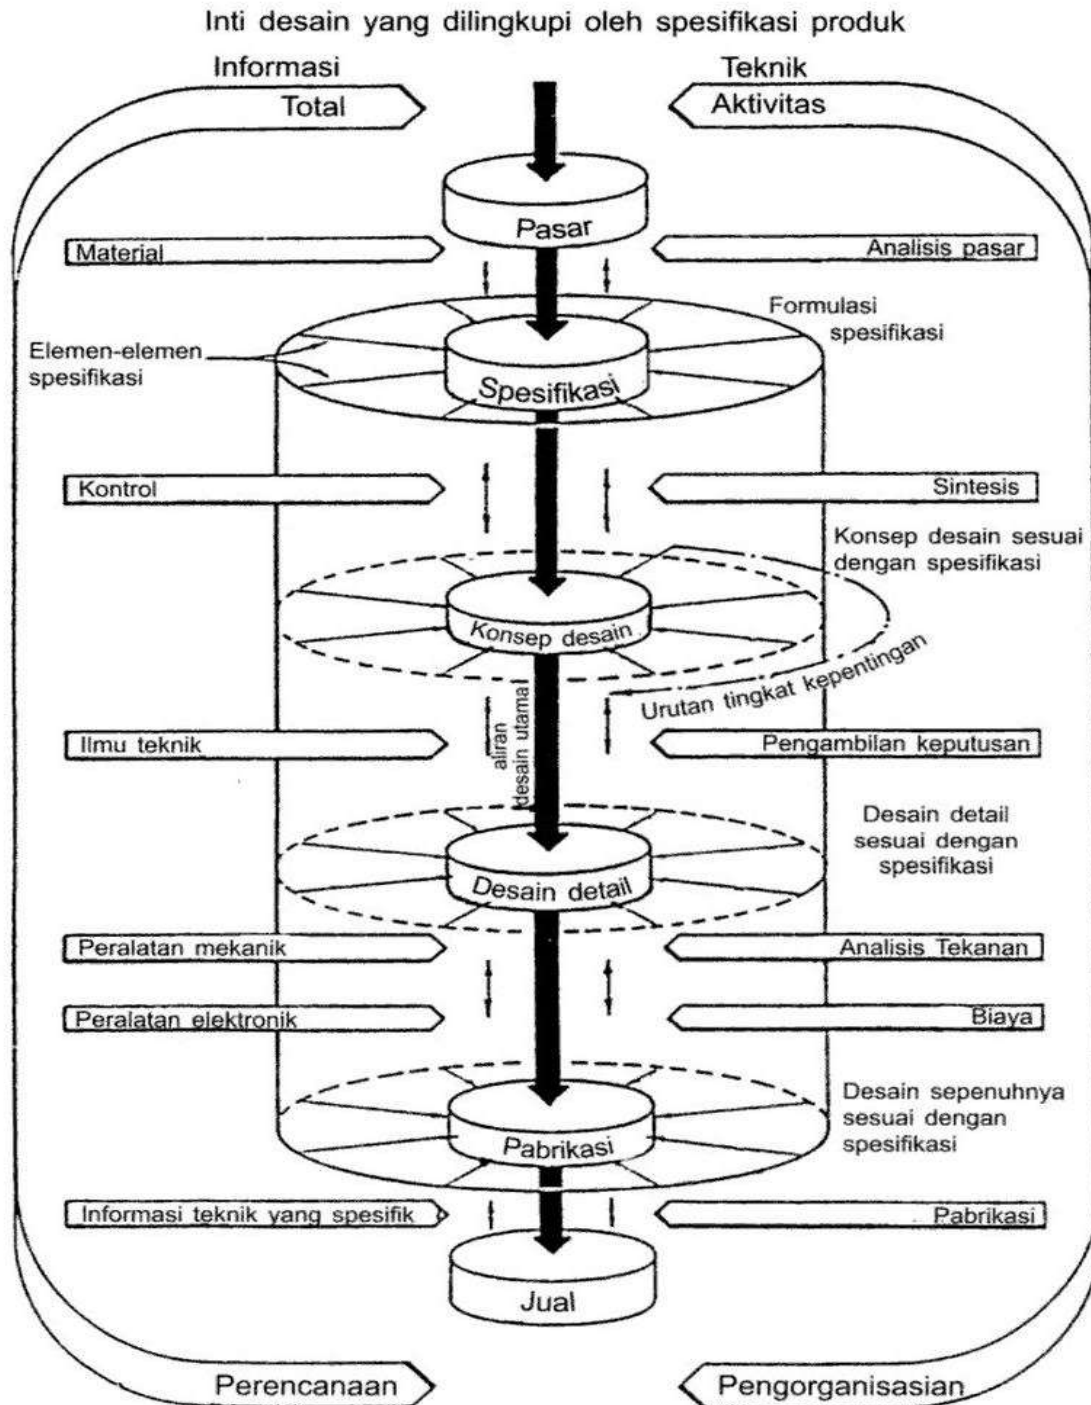 Inti desain yang dilingkupi oleh spesifikasi produk
Informasi
Teknik
Total
Aktivitas
Pasar
Material
Analisis pasar
Formulasi
spesifikasi
Elemen-elemen
spesifikasi
Spesifikasi
Kontrol
Sintesis
Konsep desain sesuai
dengan spesifikasi
Konsep desain
Urutan tingkat kepentingan
aliran
desain utama
Ilmu teknik
Pengambilan keputusan
Desain detail
sesuai dengan
spesifikasi
Desain detail
Peralatan mekanik
Analisis Tekanan
Peralatan elektronik
Biaya
Desain sepenuhnya
sesuai dengan
spesifikasi
Pabrikasi
Informasi teknik yang spesifik
Pabrikasi
Jual
Perencanaan
Pengorganisasian